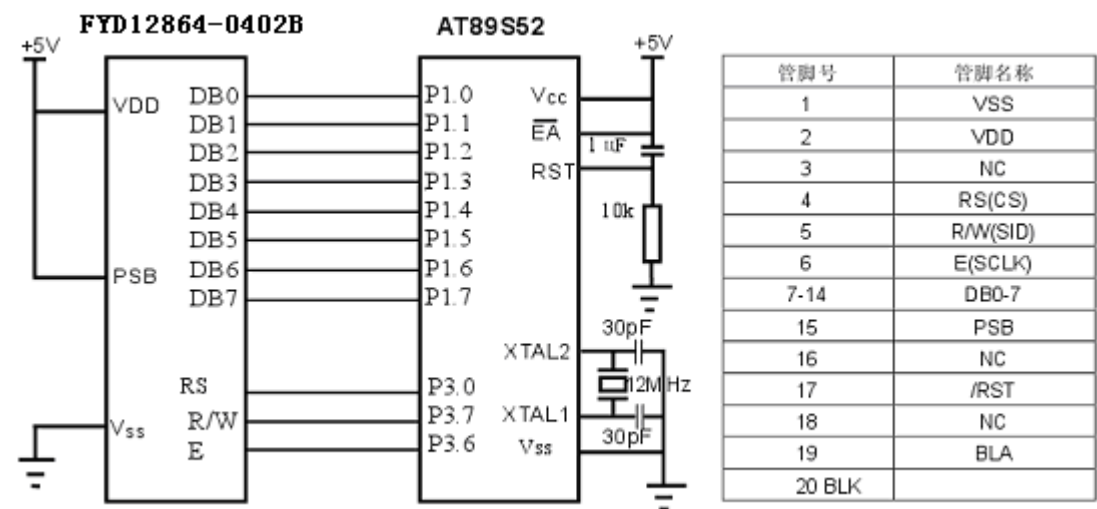 FYD12864-0402B
AT89S52
+5V
+5V
VDD
PSB
Vss
DB0
DB1
DB2
DB3
DB4
DB5
DB6
DB7
RS
R/W
E
P1.0
P1.1
P1.2
P1.3
P1.4
P1.5
P1.6
P1.7
P3.0
P3.7
P3.6
Vcc
EA
RST
XTAL2
XTAL1
Vss
1 uF
10k
30pF
12MHz
30pF
管脚号 管脚名称
1 VSS
2 VDD
3 NC
4 RS(CS)
5 R/W(SID)
6 E(SCLK)
7-14 DB0-7
15 PSB
16 NC
17 /RST
18 NC
19 BLA
20 BLK